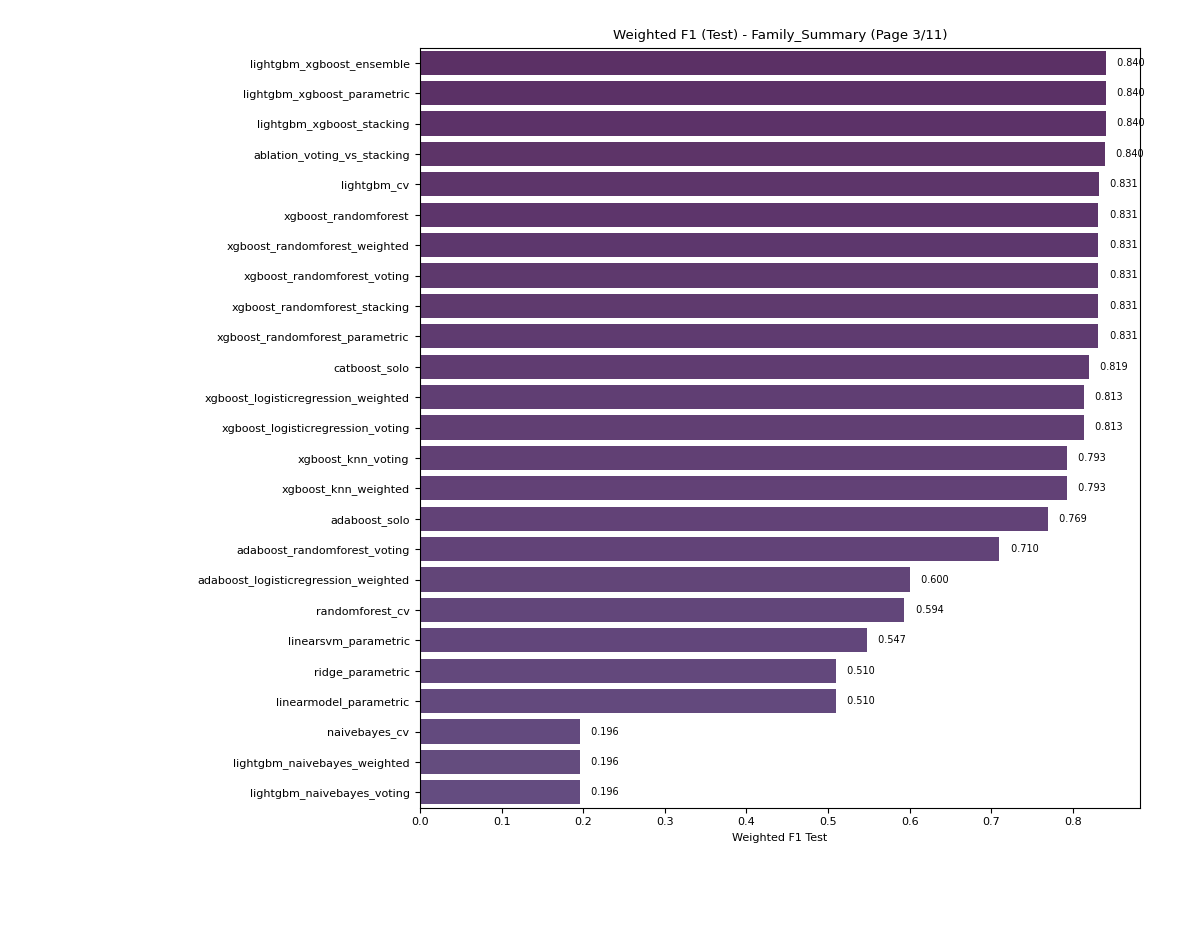 Weighted F1 (Test) - Family_Summary (Page 3/11)
lightgbm_xgboost_ensemble 0.840
lightgbm_xgboost_parametric 0.840
lightgbm_xgboost_stacking 0.840
ablation_voting_vs_stacking 0.840
lightgbm_cv 0.831
xgboost_randomforest 0.831
xgboost_randomforest_weighted 0.831
xgboost_randomforest_voting 0.831
xgboost_randomforest_stacking 0.831
xgboost_randomforest_parametric 0.831
catboost_solo 0.819
xgboost_logisticregression_weighted 0.813
xgboost_logisticregression_voting 0.813
xgboost_knn_voting 0.793
xgboost_knn_weighted 0.793
adaboost_solo 0.769
adaboost_randomforest_voting 0.710
adaboost_logisticregression_weighted 0.600
randomforest_cv 0.594
linearsvm_parametric 0.547
ridge_parametric 0.510
linearmodel_parametric 0.510
naivebayes_cv 0.196
lightgbm_naivebayes_weighted 0.196
lightgbm_naivebayes_voting 0.196
0.0 0.1 0.2 0.3 0.4 0.5 0.6 0.7 0.8
Weighted F1 Test